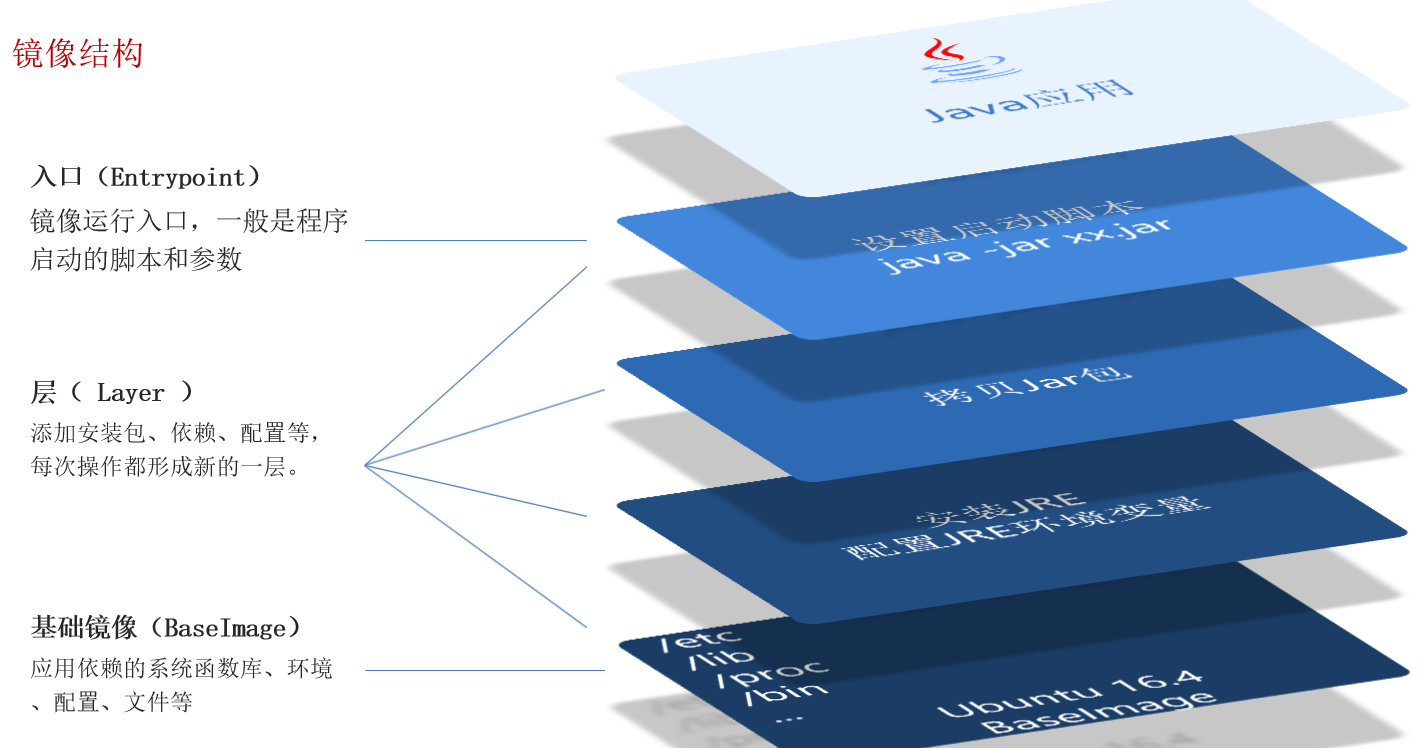 镜像结构
入口（Entrypoint）
镜像运行入口，一般是程序
启动的脚本和参数
层（ Layer ）
添加安装包、依赖、配置等，
每次操作都形成新的一层。
基础镜像（BaseImage）
应用依赖的系统函数库、环境
、配置、文件等
Java应用
设置启动脚本
java -jar xx.jar
拷贝Jar包
安装JRE
配置JRE环境变量
/etc
/lib
/proc
/bin
...
Ubuntu 16.4
BaseImage